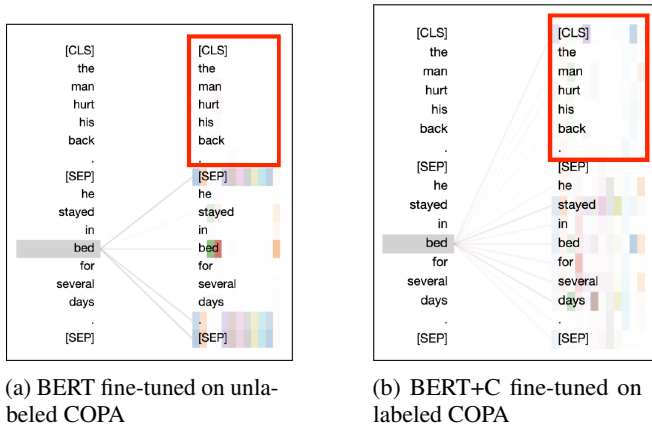 [CLS] [CLS]
the the
man man
hurt hurt
his his
back back
. .
[SEP] [SEP]
he he
stayed stayed
in in
bed bed
for for
several several
days days
. .
[SEP] [SEP]
(a) BERT fine-tuned on unla-
beled COPA
[CLS] [CLS]
the the
man man
hurt hurt
his his
back back
. .
[SEP] [SEP]
he he
stayed stayed
in in
bed bed
for for
several several
days days
. .
[SEP] [SEP]
(b) BERT+C fine-tuned on
labeled COPA